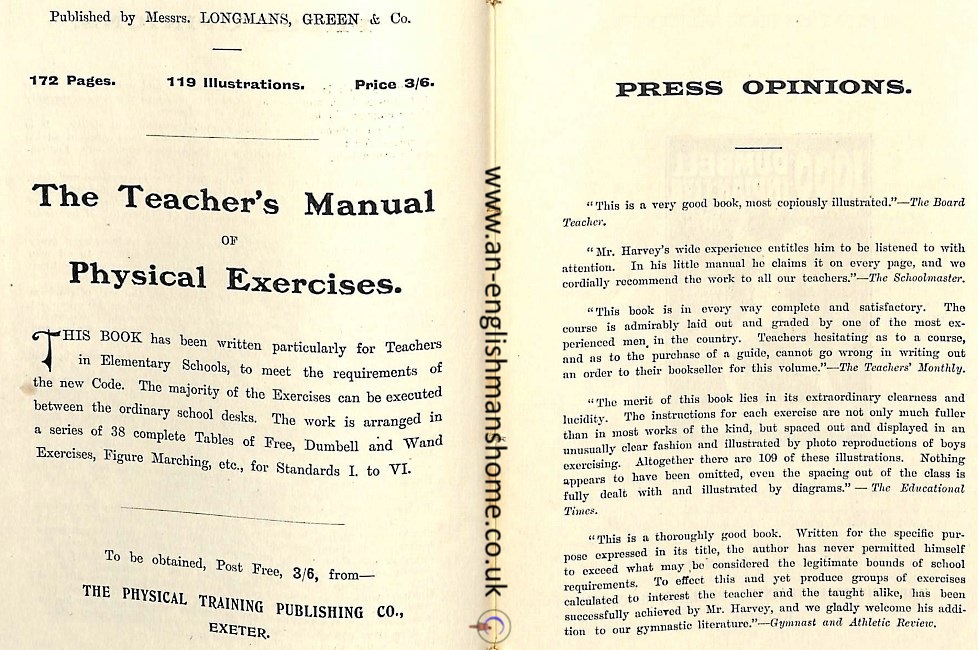 Published by Messrs. LONGMANS, GREEN & Co.
172 Pages. 119 Illustrations. Price 3/6.
The Teacher's Manual
OF
Physical Exercises.
THIS BOOK has been written particularly for Teachers
in Elementary Schools, to meet the requirements of
the new Code. The majority of the Exercises can be executed
between the ordinary school desks. The work is arranged in
a series of 38 complete Tables of Free, Dumbell and Wand
Exercises, Figure Marching, etc., for Standards I. to VI.
To be obtained, Post Free, 3/6, from—
THE PHYSICAL TRAINING PUBLISHING CO.,
EXETER.
www.an-englishmanshome.co.uk
PRESS OPINIONS.
"This is a very good book, most copiously illustrated."—The Board
Teacher.
"Mr. Harvey's wide experience entitles him to be listened to with
attention. In his little manual he claims it on every page, and we
cordially recommend the work to all our teachers."—The Schoolmaster.
"This book is in every way complete and satisfactory. The
course is admirably laid out and graded by one of the most ex-
perienced men in the country. Teachers hesitating as to a course,
and as to the purchase of a guide, cannot go wrong in writing out
an order to their bookseller for this volume."—The Teachers' Monthly.
"The merit of this book lies in its extraordinary clearness and
lucidity. The instructions for each exercise are not only much fuller
than in most works of the kind, but spaced out and displayed in an
unusually clear fashion and illustrated by photo reproductions of boys
exercising. Altogether there are 109 of these illustrations. Nothing
appears to have been omitted, even the spacing out of the class is
fully dealt with and illustrated by diagrams." — The Educational
Times.
"This is a thoroughly good book. Written for the specific pur-
pose expressed in its title, the author has never permitted himself
to exceed what may be considered the legitimate bounds of school
requirements. To effect this and yet produce groups of exercises
calculated to interest the teacher and the taught alike, has been
successfully achieved by Mr. Harvey, and we gladly welcome his addi-
tion to our gymnastic literature."—Gymnast and Athletic Review.